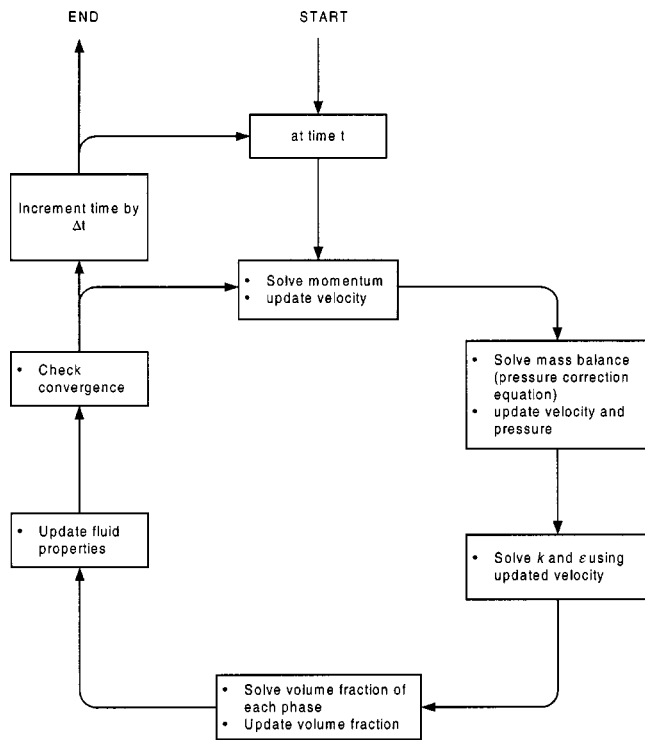 END
START
at time t
Increment time by
Δt
• Solve momentum
• update velocity
• Check
convergence
• Solve mass balance
(pressure correction
equation)
• update velocity and
pressure
• Update fluid
properties
• Solve k and ε using
updated velocity
• Solve volume fraction of
each phase
• Update volume fraction